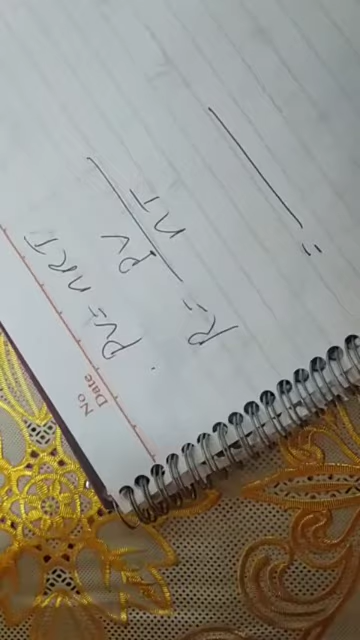 No
Date
PV = nRT
R = PV / nT
=